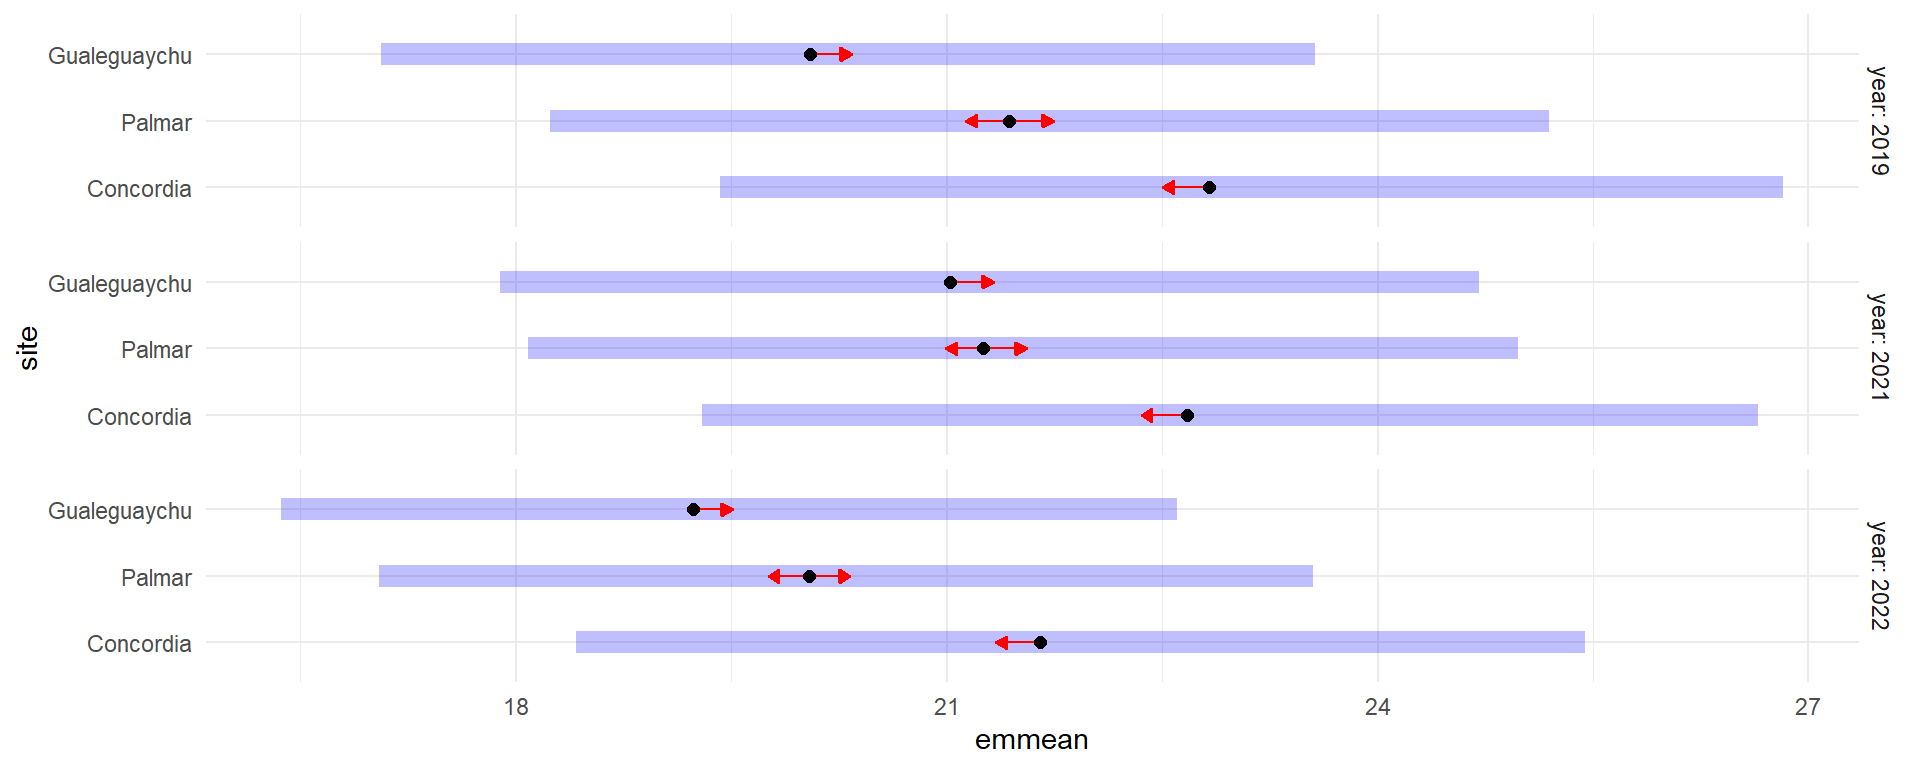 Gualeguaychu
Palmar
Concordia
year: 2019
Gualeguaychu
Palmar
Concordia
year: 2021
Gualeguaychu
Palmar
Concordia
year: 2022
site
18 21 24 27
emmean